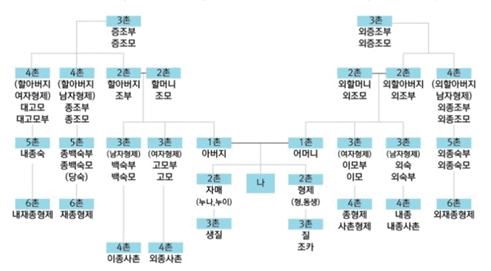 3촌
증조부
증조모
3촌
외증조부
외증조모
4촌
(할아버지
여자형제)
대고모
대고모부
4촌
(할아버지
남자형제)
종조부
종조모
2촌
할아버지
조부
2촌
할머니
조모
2촌
외할머니
외조모
2촌
외할아버지
외조부
4촌
(외할아버지
남자형제)
외종조부
외종조모
5촌
내종숙
5촌
종백숙부
종백숙모
(당숙)
3촌
(남자형제)
백숙부
백숙모
3촌
(여자형제)
고모부
고모
1촌
아버지
1촌
어머니
3촌
(여자형제)
이모부
이모
3촌
(남자형제)
외숙
외숙부
5촌
외종숙부
외종숙모
2촌
자매
(누나,누이)
나
2촌
형제
(형,동생)
6촌
내재종형제
6촌
재종형제
3촌
생질
3촌
질
조카
4촌
종형제
사촌형제
4촌
내종
내종사촌
6촌
외재종형제
4촌
이종사촌
4촌
외종사촌